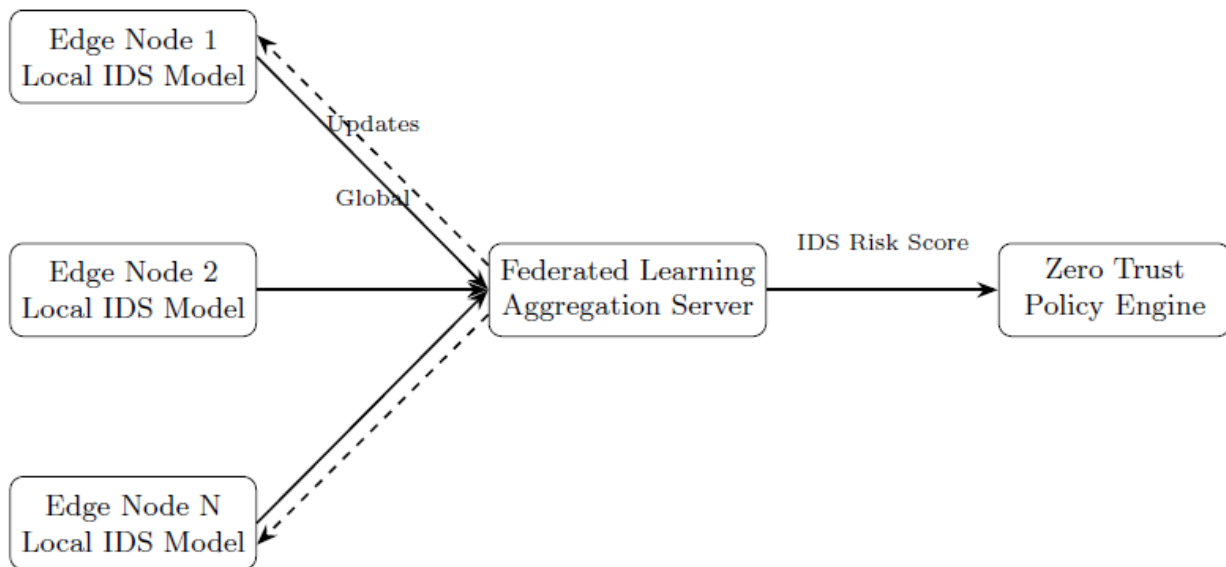 Edge Node 1
Local IDS Model
Updates
Global
Edge Node 2
Local IDS Model
Federated Learning
Aggregation Server
IDS Risk Score
Zero Trust
Policy Engine
Edge Node N
Local IDS Model